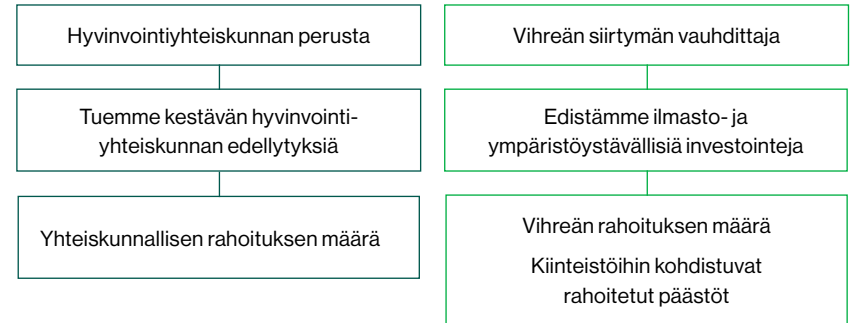 Hyvinvointiyhteiskunnan perusta
Tuemme kestävän hyvinvointi-
yhteiskunnan edellytyksiä
Yhteiskunnallisen rahoituksen määrä
Vihreän siirtymän vauhdittaja
Edistämme ilmasto- ja
ympäristöystävällisiä investointeja
Vihreän rahoituksen määrä
Kiinteistöihin kohdistuvat
rahoitetut päästöt